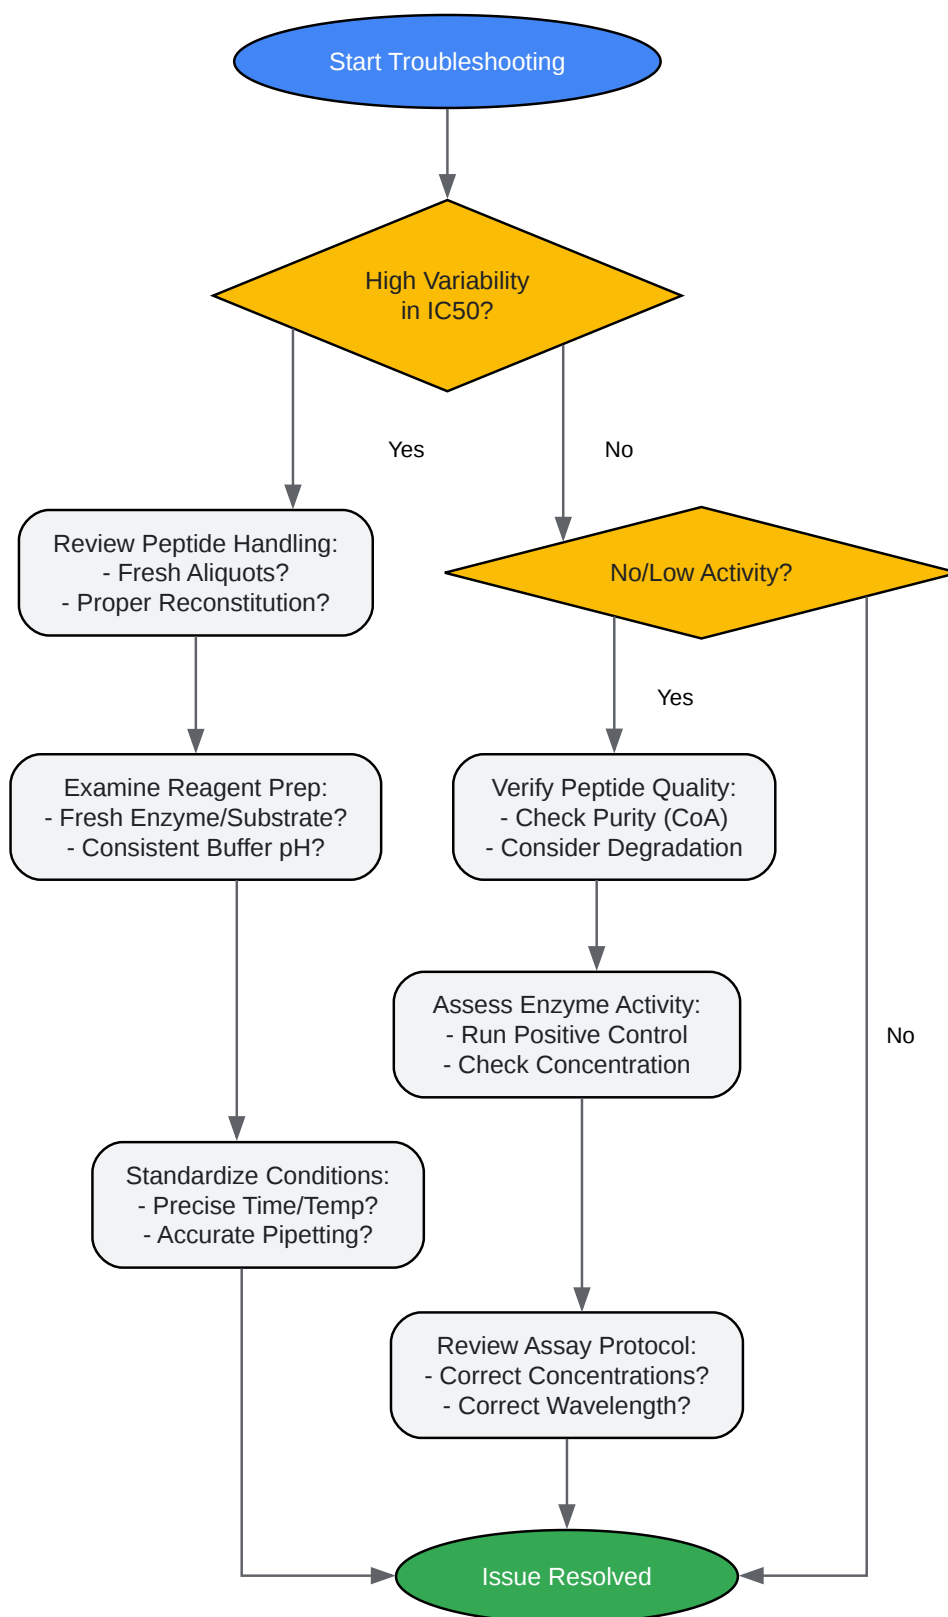 Start Troubleshooting
High Variability
in IC50?
Yes
No
Review Peptide Handling:
- Fresh Aliquots?
- Proper Reconstitution?
No/Low Activity?
Yes
Examine Reagent Prep:
- Fresh Enzyme/Substrate?
- Consistent Buffer pH?
Verify Peptide Quality:
- Check Purity (CoA)
- Consider Degradation
Assess Enzyme Activity:
- Run Positive Control
- Check Concentration
No
Standardize Conditions:
- Precise Time/Temp?
- Accurate Pipetting?
Review Assay Protocol:
- Correct Concentrations?
- Correct Wavelength?
Issue Resolved